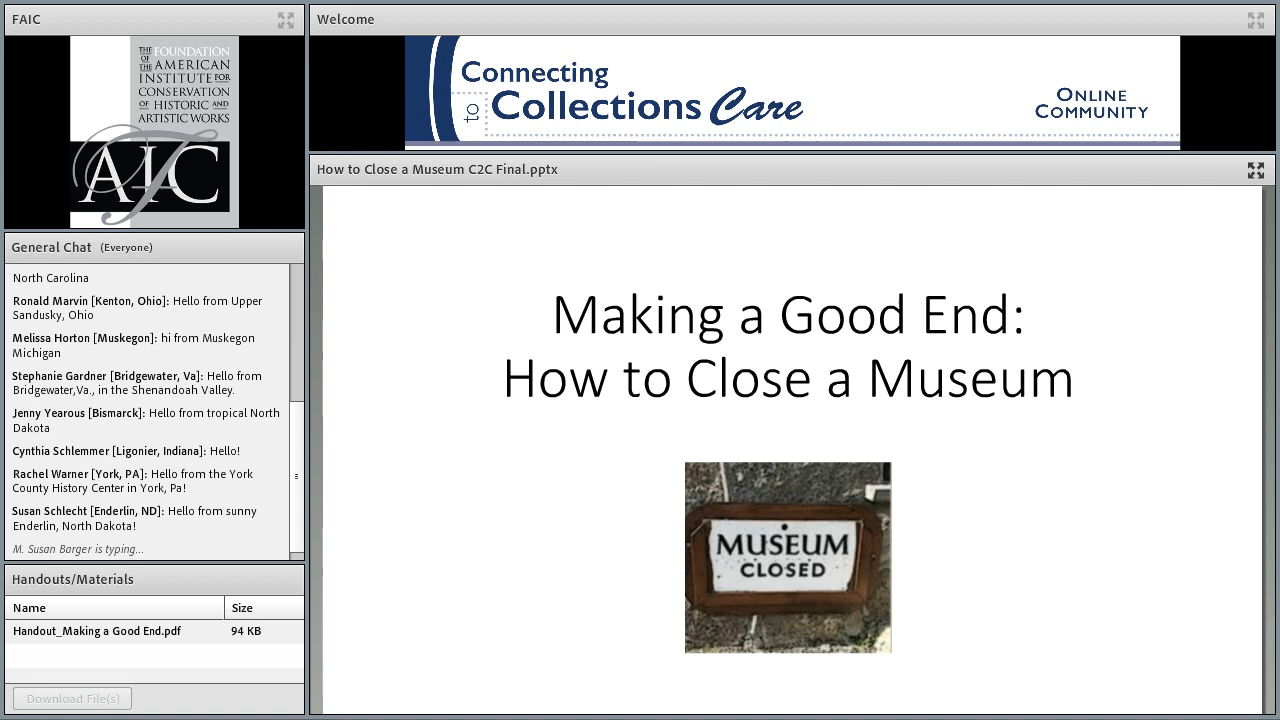 FAIC
THE FOUNDATION
OF THE AMERICAN
INSTITUTE FOR
CONSERVATION
OF HISTORIC AND
ARTISTIC WORKS
AIC
General Chat (Everyone)
North Carolina
Ronald Marvin [Kenton, Ohio]: Hello from Upper
Sandusky, Ohio
Melissa Horton [Muskegon]: hi from Muskegon
Michigan
Stephanie Gardner [Bridgewater, Va]: Hello from
Bridgewater,Va., in the Shenandoah Valley.
Jenny Yearous [Bismarck]: Hello from tropical North
Dakota
Cynthia Schlemmer [Ligonier, Indiana]: Hello!
Rachel Warner [York, PA]: Hello from the York
County History Center in York, Pa!
Susan Schlecht [Enderlin, ND]: Hello from sunny
Enderlin, North Dakota!
M. Susan Barger is typing...
Handouts/Materials
Name Size
Handout_Making a Good End.pdf 94 KB
Download File(s)
Welcome
Connecting
to Collections Care
ONLINE
COMMUNITY
How to Close a Museum C2C Final.pptx
Making a Good End:
How to Close a Museum
MUSEUM
CLOSED